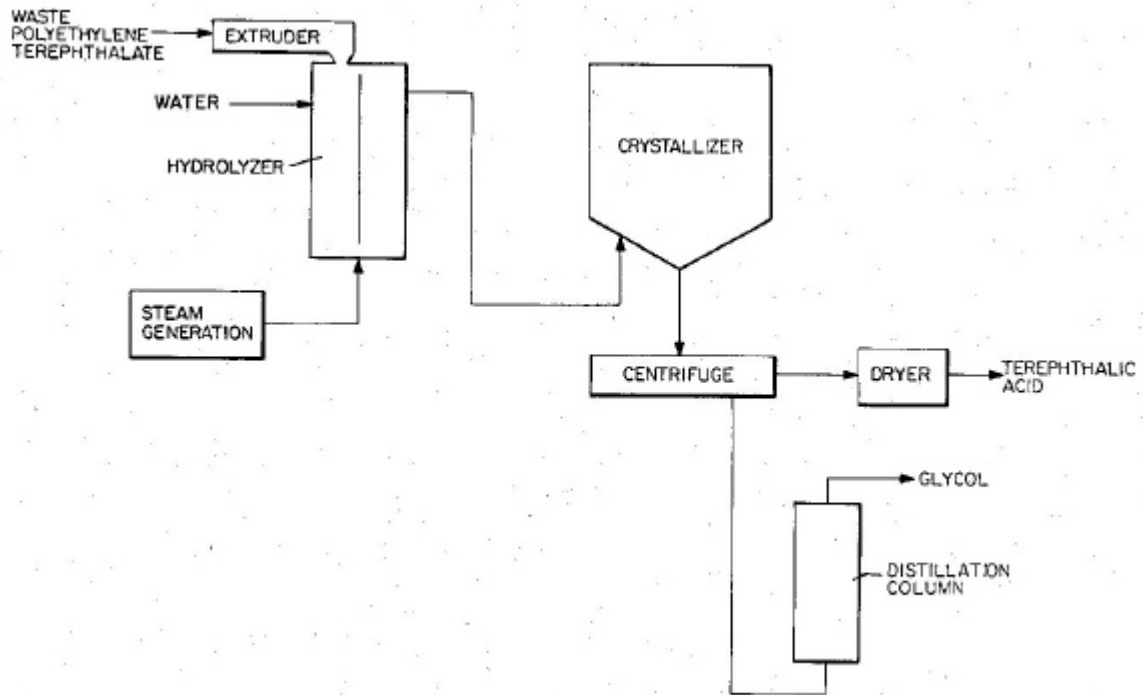 WASTE
POLYETHYLENE
TEREPHTHALATE
EXTRUDER
WATER
HYDROLYZER
CRYSTALLIZER
STEAM
GENERATION
CENTRIFUGE
DRYER
TEREPHTHALIC
ACID
GLYCOL
DISTILLATION
COLUMN